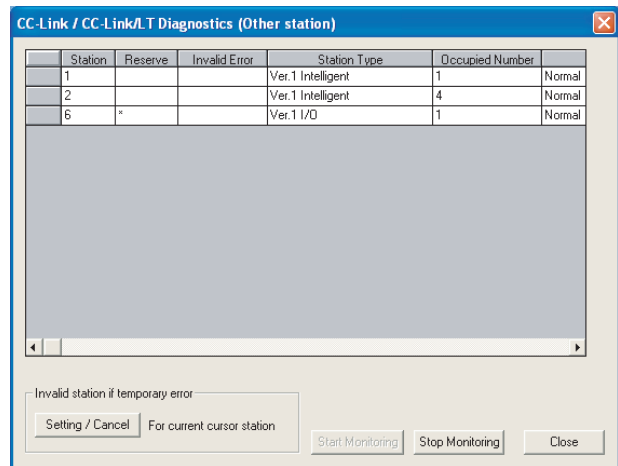 CC-Link / CC-Link/LT Diagnostics (Other station)
Station Reserve Invalid Error Station Type Occupied Number
1 Ver.1 Intelligent 1 Normal
2 Ver.1 Intelligent 4 Normal
6 * Ver.1 I/O 1 Normal
Invalid station if temporary error
Setting / Cancel For current cursor station
Start Monitoring Stop Monitoring Close